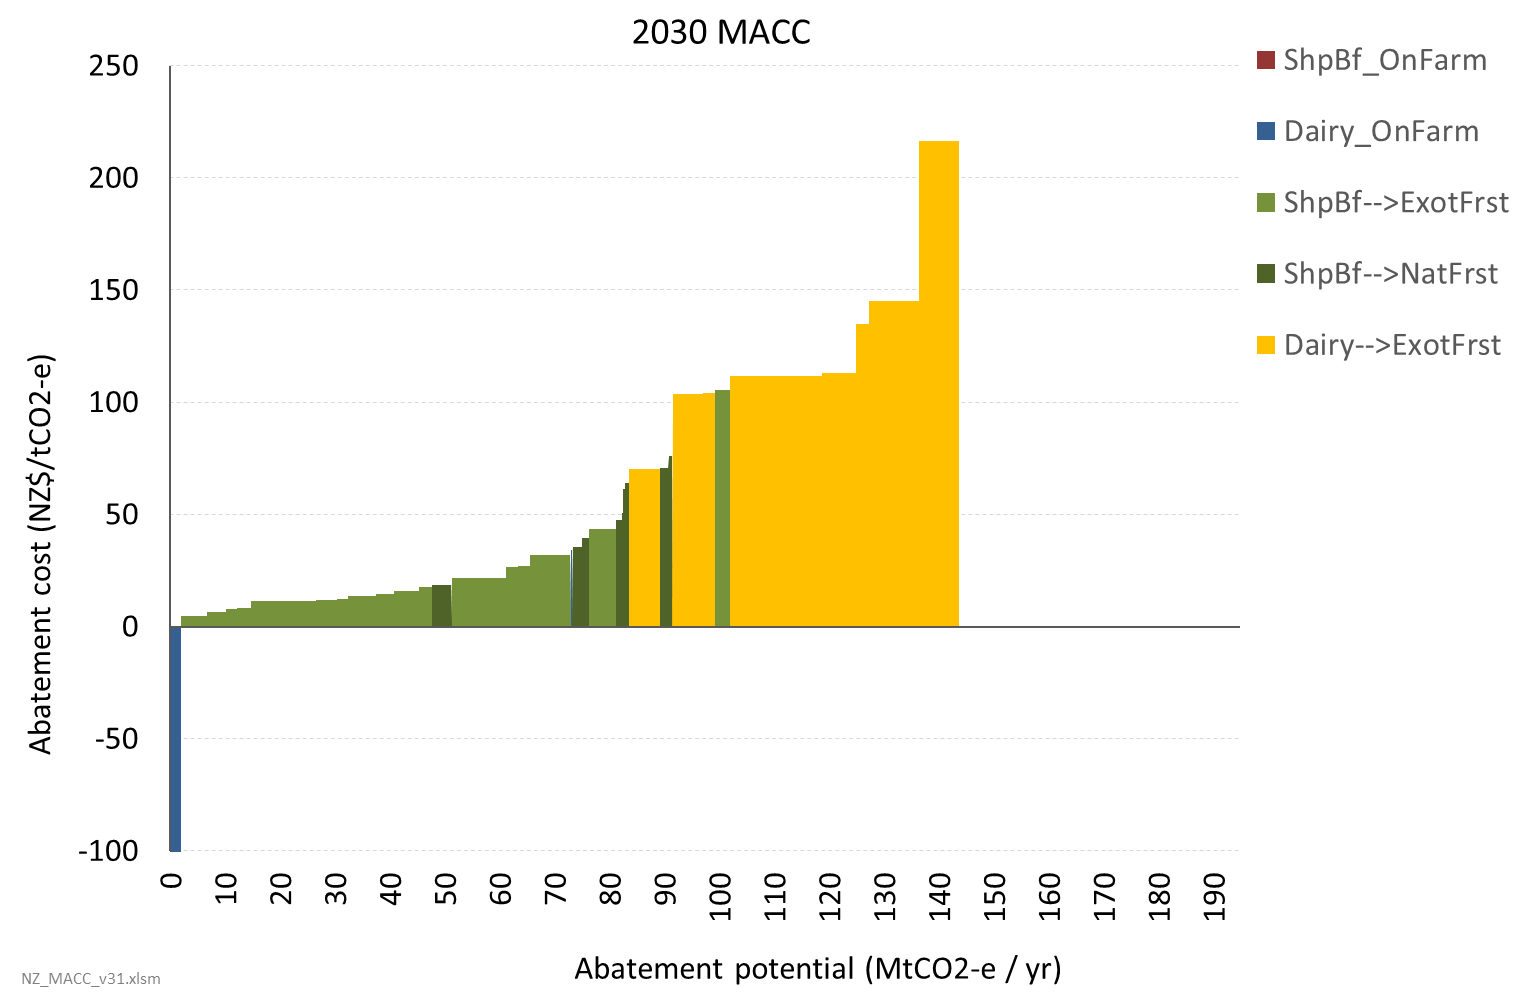 2030 MACC
250
200
150
100
50
0
-50
-100
Abatement cost (NZ$/tCO2-e)
0 10 20 30 40 50 60 70 80 90 100 110 120 130 140 150 160 170 180 190
Abatement potential (MtCO2-e / yr)
ShpBf_OnFarm
Dairy_OnFarm
ShpBf-->ExotFrst
ShpBf-->NatFrst
Dairy-->ExotFrst
NZ_MACC_v31.xlsm